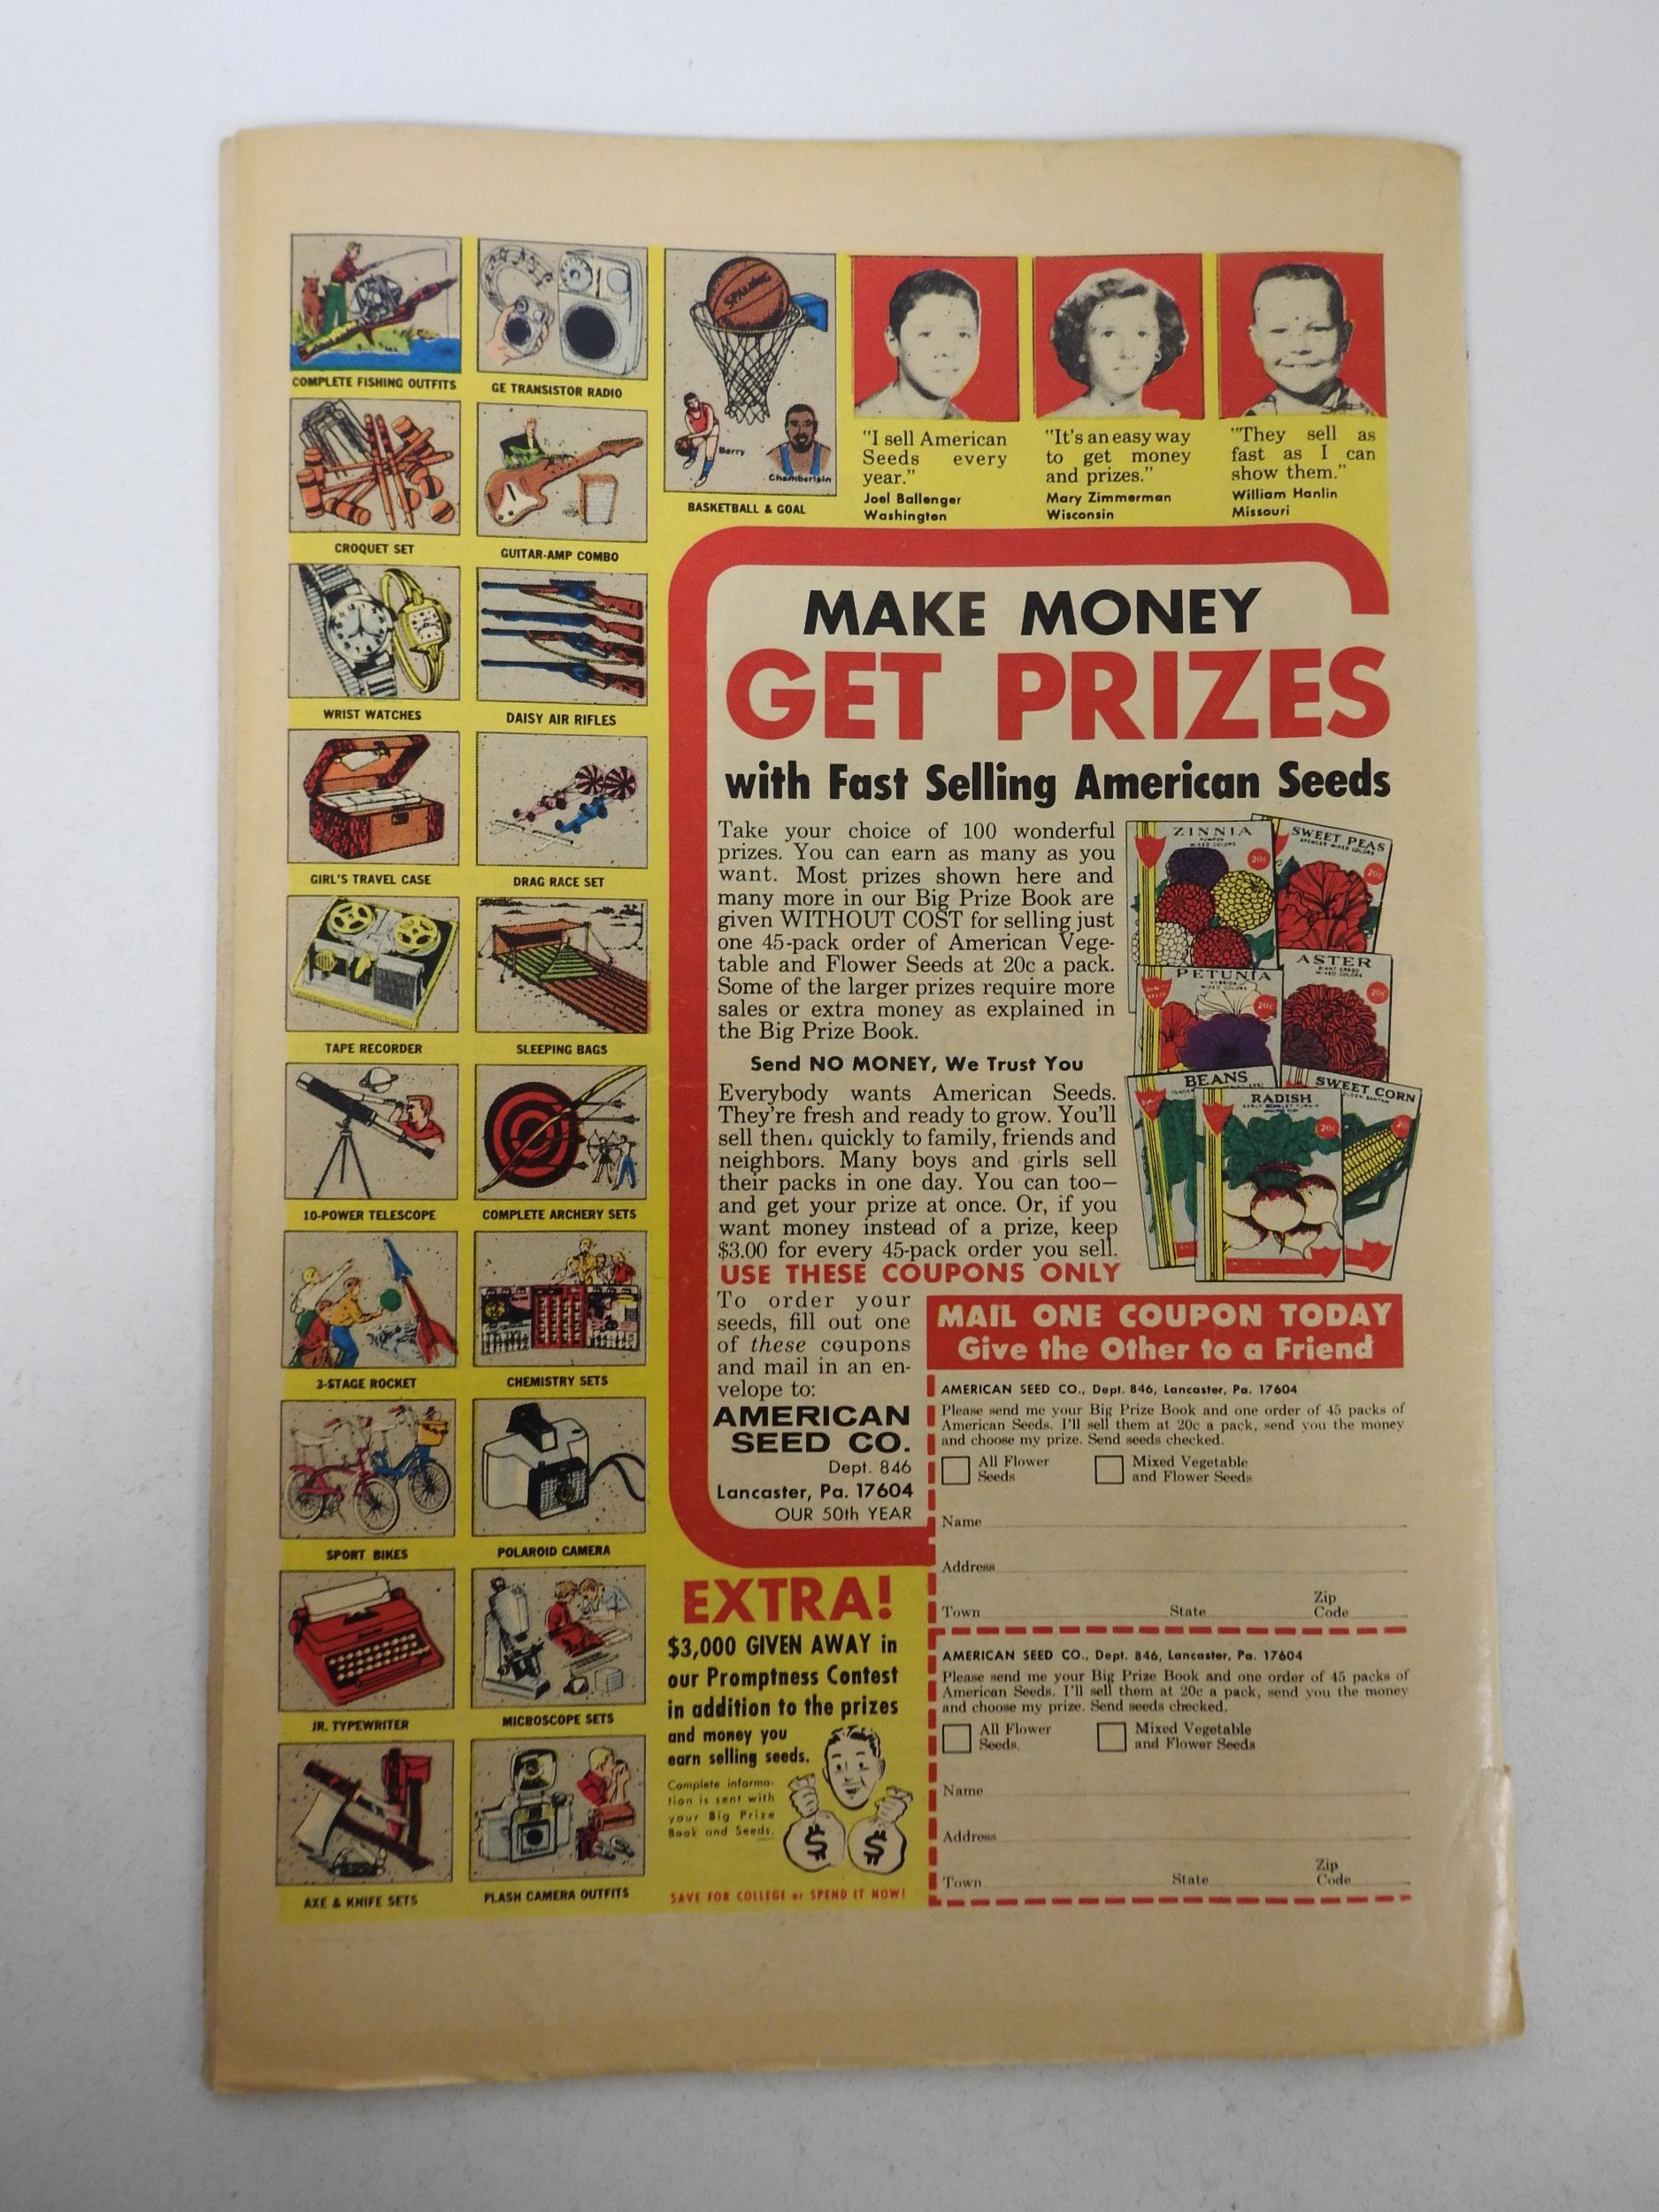 COMPLETE FISHING OUTFITS
GE TRANSISTOR RADIO
SPALDING
Barry
Chamberlain
BASKETBALL & GOAL
CROQUET SET
GUITAR-AMP COMBO
WRIST WATCHES
DAISY AIR RIFLES
GIRL'S TRAVEL CASE
DRAG RACE SET
TAPE RECORDER
SLEEPING BAGS
10-POWER TELESCOPE
COMPLETE ARCHERY SETS
3-STAGE ROCKET
CHEMISTRY SETS
SPORT BIKES
POLAROID CAMERA
JR. TYPEWRITER
MICROSCOPE SETS
AXE & KNIFE SETS
FLASH CAMERA OUTFITS
"I sell American
Seeds every
year."
Joel Ballenger
Washington
"It's an easy way
to get money
and prizes."
Mary Zimmerman
Wisconsin
"They sell as
fast as I can
show them."
William Hanlin
Missouri
MAKE MONEY
GET PRIZES
with Fast Selling American Seeds
Take your choice of 100 wonderful
prizes. You can earn as many as you
want. Most prizes shown here and
many more in our Big Prize Book are
given WITHOUT COST for selling just
one 45-pack order of American Vege-
table and Flower Seeds at 20c a pack.
Some of the larger prizes require more
sales or extra money as explained in
the Big Prize Book.
Send NO MONEY, We Trust You
Everybody wants American Seeds.
They're fresh and ready to grow. You'll
sell them quickly to family, friends and
neighbors. Many boys and girls sell
their packs in one day. You can too—
and get your prize at once. Or, if you
want money instead of a prize, keep
$3.00 for every 45-pack order you sell.
USE THESE COUPONS ONLY
To order your
seeds, fill out one
of these coupons
and mail in an en-
velope to:
AMERICAN
SEED CO.
Dept. 846
Lancaster, Pa. 17604
OUR 50th YEAR
ZINNIA
MIXED COLORS
20c
SWEET PEAS
SPENCER MIXED COLORS
20c
PETUNIA
MIXED COLORS
20c
ASTER
MIXED COLORS
20c
BEANS
RADISH
20c
SWEET CORN
20c
MAIL ONE COUPON TODAY
Give the Other to a Friend
AMERICAN SEED CO., Dept. 846, Lancaster, Pa. 17604
Please send me your Big Prize Book and one order of 45 packs of
American Seeds. I'll sell them at 20c a pack, send you the money
and choose my prize. Send seeds checked.
All Flower
Seeds
Mixed Vegetable
and Flower Seeds
Name
Address
Town State Zip Code
AMERICAN SEED CO., Dept. 846, Lancaster, Pa. 17604
Please send me your Big Prize Book and one order of 45 packs of
American Seeds. I'll sell them at 20c a pack, send you the money
and choose my prize. Send seeds checked.
All Flower
Seeds.
Mixed Vegetable
and Flower Seeds
Name
Address
Town State Zip Code
EXTRA!
$3,000 GIVEN AWAY in
our Promptness Contest
in addition to the prizes
and money you
earn selling seeds.
Complete informa-
tion is sent with
your Big Prize
Book and Seeds.
$ $
SAVE FOR COLLEGE or SPEND IT NOW!